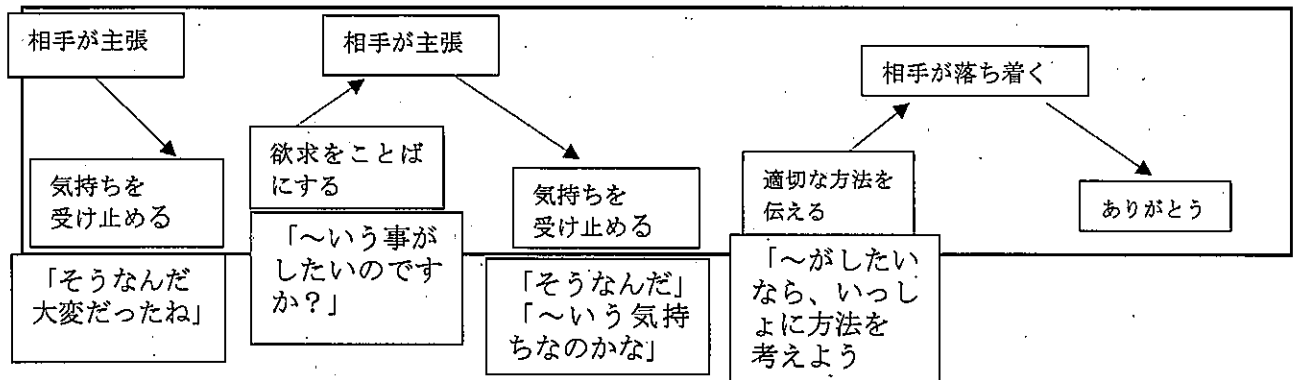 相手が主張
気持ちを
受け止める
「そうなんだ
大変だったね」
欲求をことば
にする
「～いう事が
したいのです
か？」
相手が主張
気持ちを
受け止める
「そうなんだ」
「～いう気持
ちなのかな」
適切な方法を
伝える
「～がしたい
なら、いっし
ょに方法を
考えよう
相手が落ち着く
ありがとう